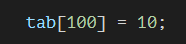 tab[100] = 10;